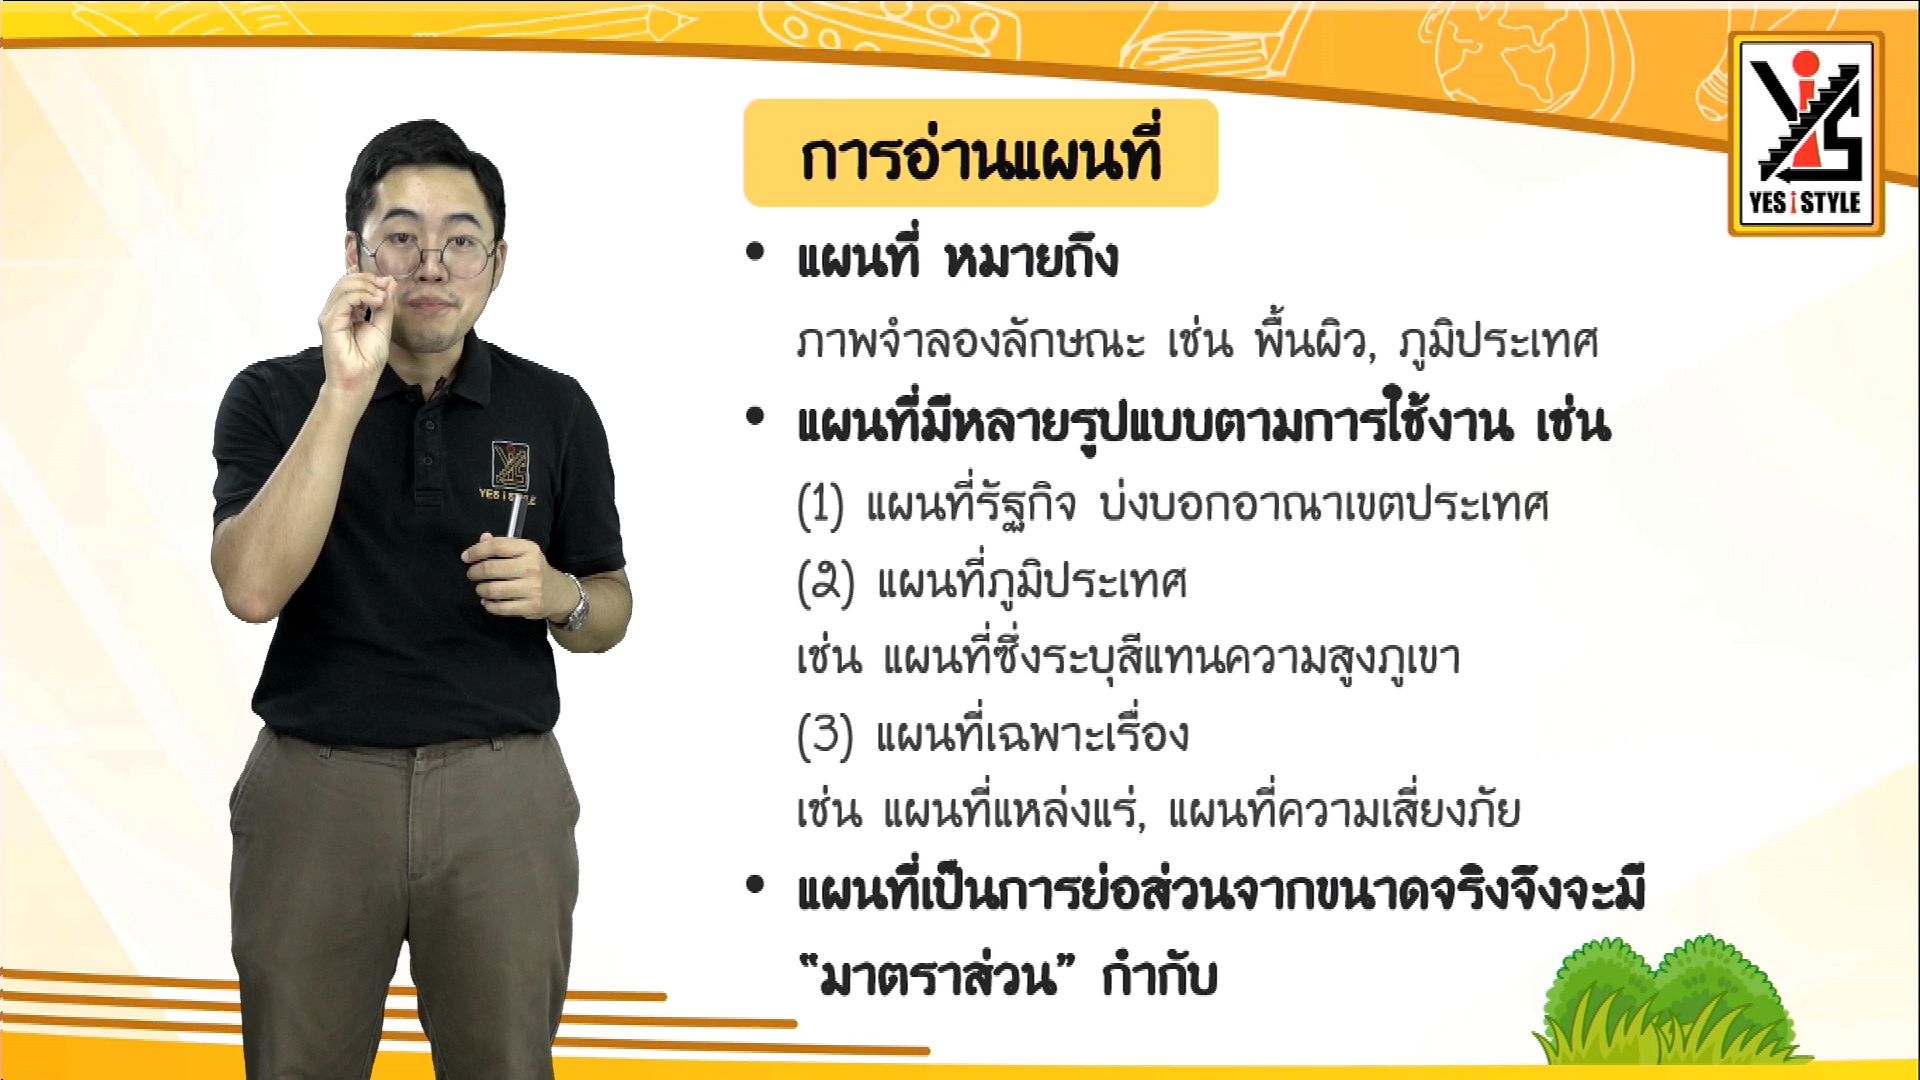 การอ่านแผนที่
YES i STYLE
• แผนที่ หมายถึง
ภาพจำลองลักษณะ เช่น พื้นผิว, ภูมิประเทศ
• แผนที่มีหลายรูปแบบตามการใช้งาน เช่น
(1) แผนที่รัฐกิจ บ่งบอกอาณาเขตประเทศ
(2) แผนที่ภูมิประเทศ
เช่น แผนที่ซึ่งระบุสีแทนความสูงภูเขา
(3) แผนที่เฉพาะเรื่อง
เช่น แผนที่แหล่งแร่, แผนที่ความเสี่ยงภัย
• แผนที่เป็นการย่อส่วนจากขนาดจริงจึงจะมี
“มาตราส่วน” กำกับ
YES i STYLE